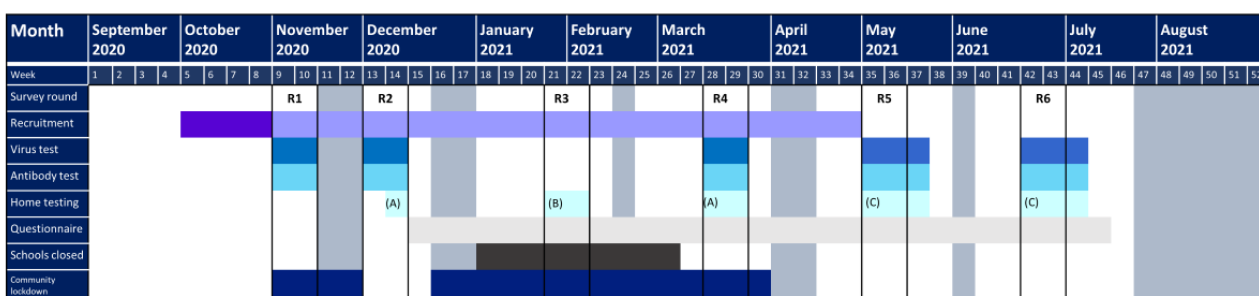 Month September 2020 October 2020 November 2020 December 2020 January 2021 February 2021 March 2021 April 2021 May 2021 June 2021 July 2021 August 2021
Week 1 2 3 4 5 6 7 8 9 10 11 12 13 14 15 16 17 18 19 20 21 22 23 24 25 26 27 28 29 30 31 32 33 34 35 36 37 38 39 40 41 42 43 44 45 46 47 48 49 50 51 52
Survey round R1 R2 R3 R4 R5 R6
Recruitment
Virus test
Antibody test
Home testing (A) (B) (A) (C) (C)
Questionnaire
Schools closed
Community
lockdown